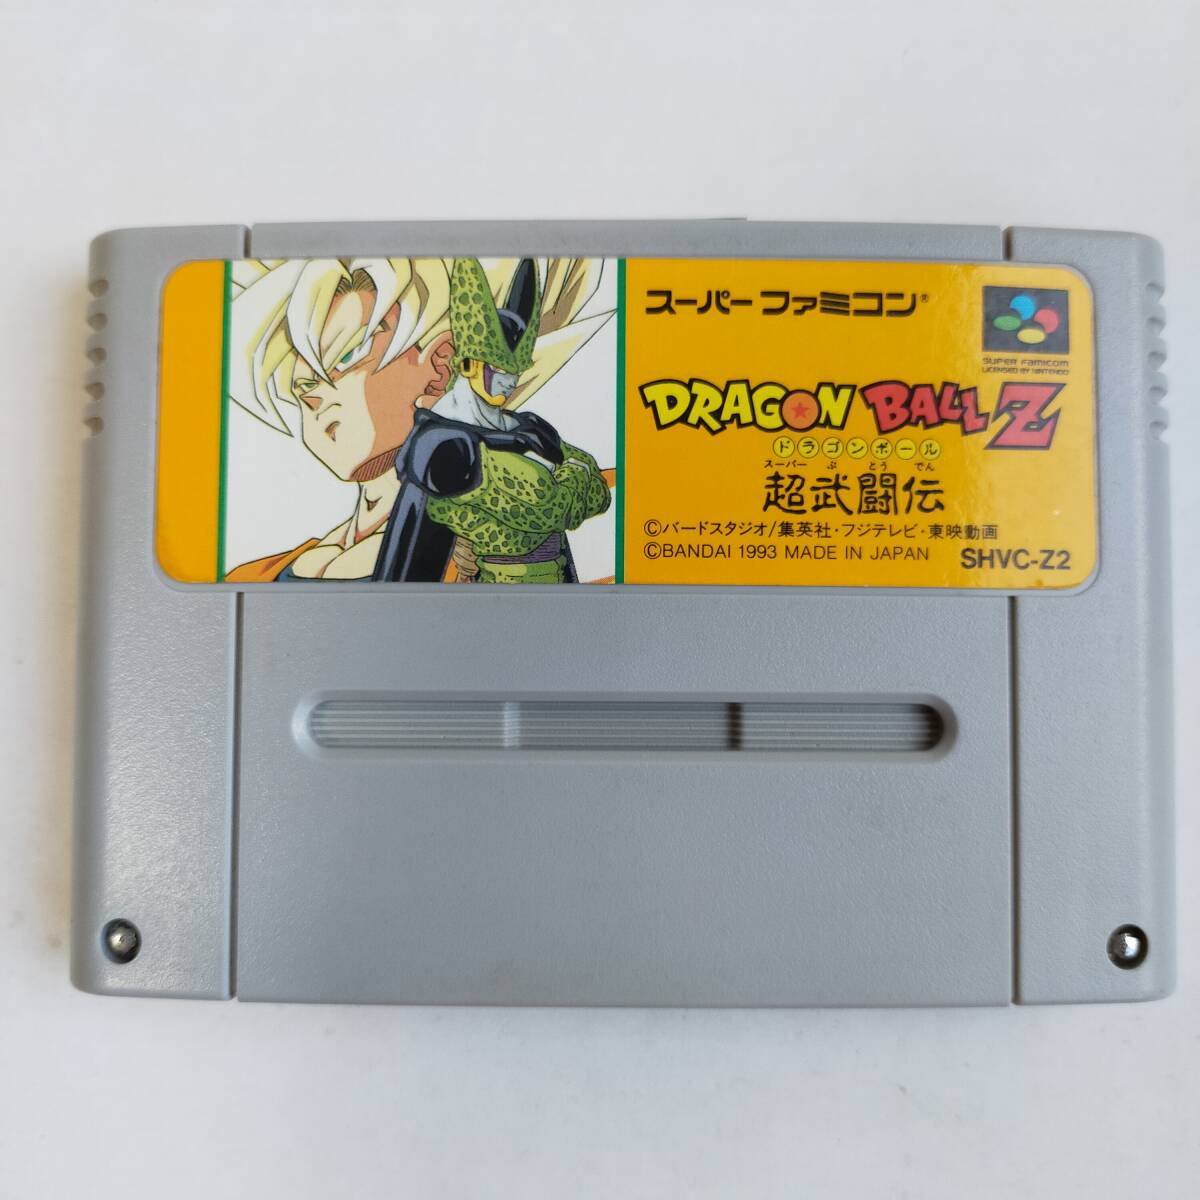 スーパーファミコン®
SUPER FAMICOM
LICENSED BY NINTENDO
DRAGON BALL Z
ドラゴンボール
スーパー ぶ とう でん
超武闘伝
©バードスタジオ/集英社・フジテレビ・東映動画
©BANDAI 1993 MADE IN JAPAN SHVC-Z2